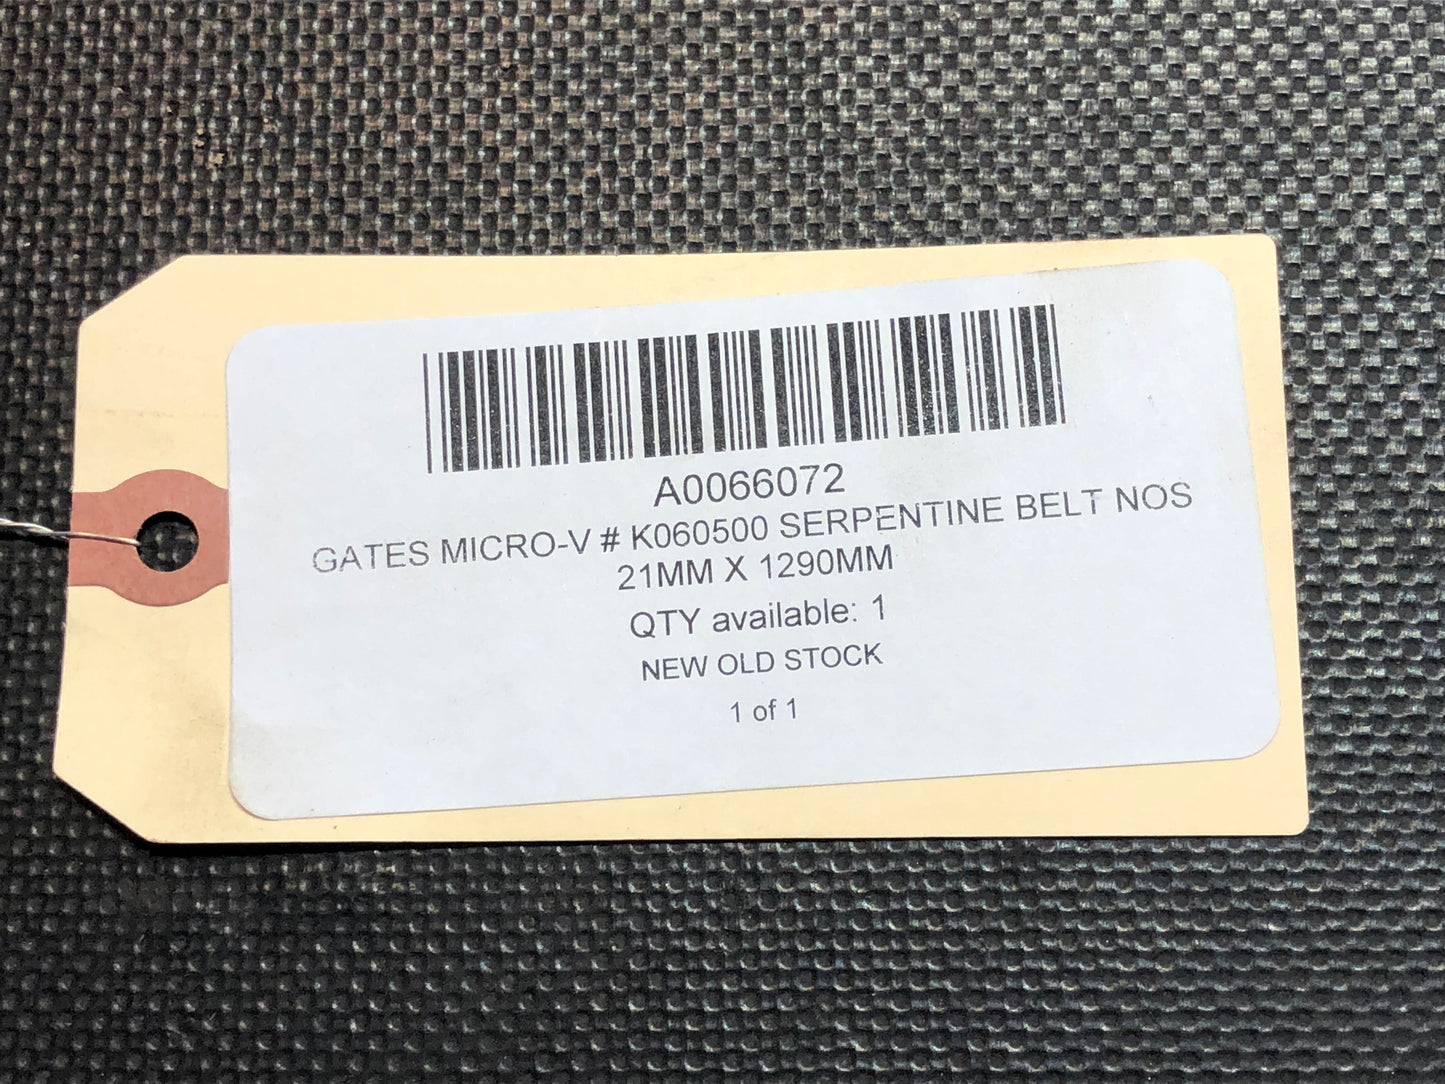 A0066072
GATES MICRO-V # K060500 SERPENTINE BELT NOS
21MM X 1290MM
QTY available: 1
NEW OLD STOCK
1 of 1